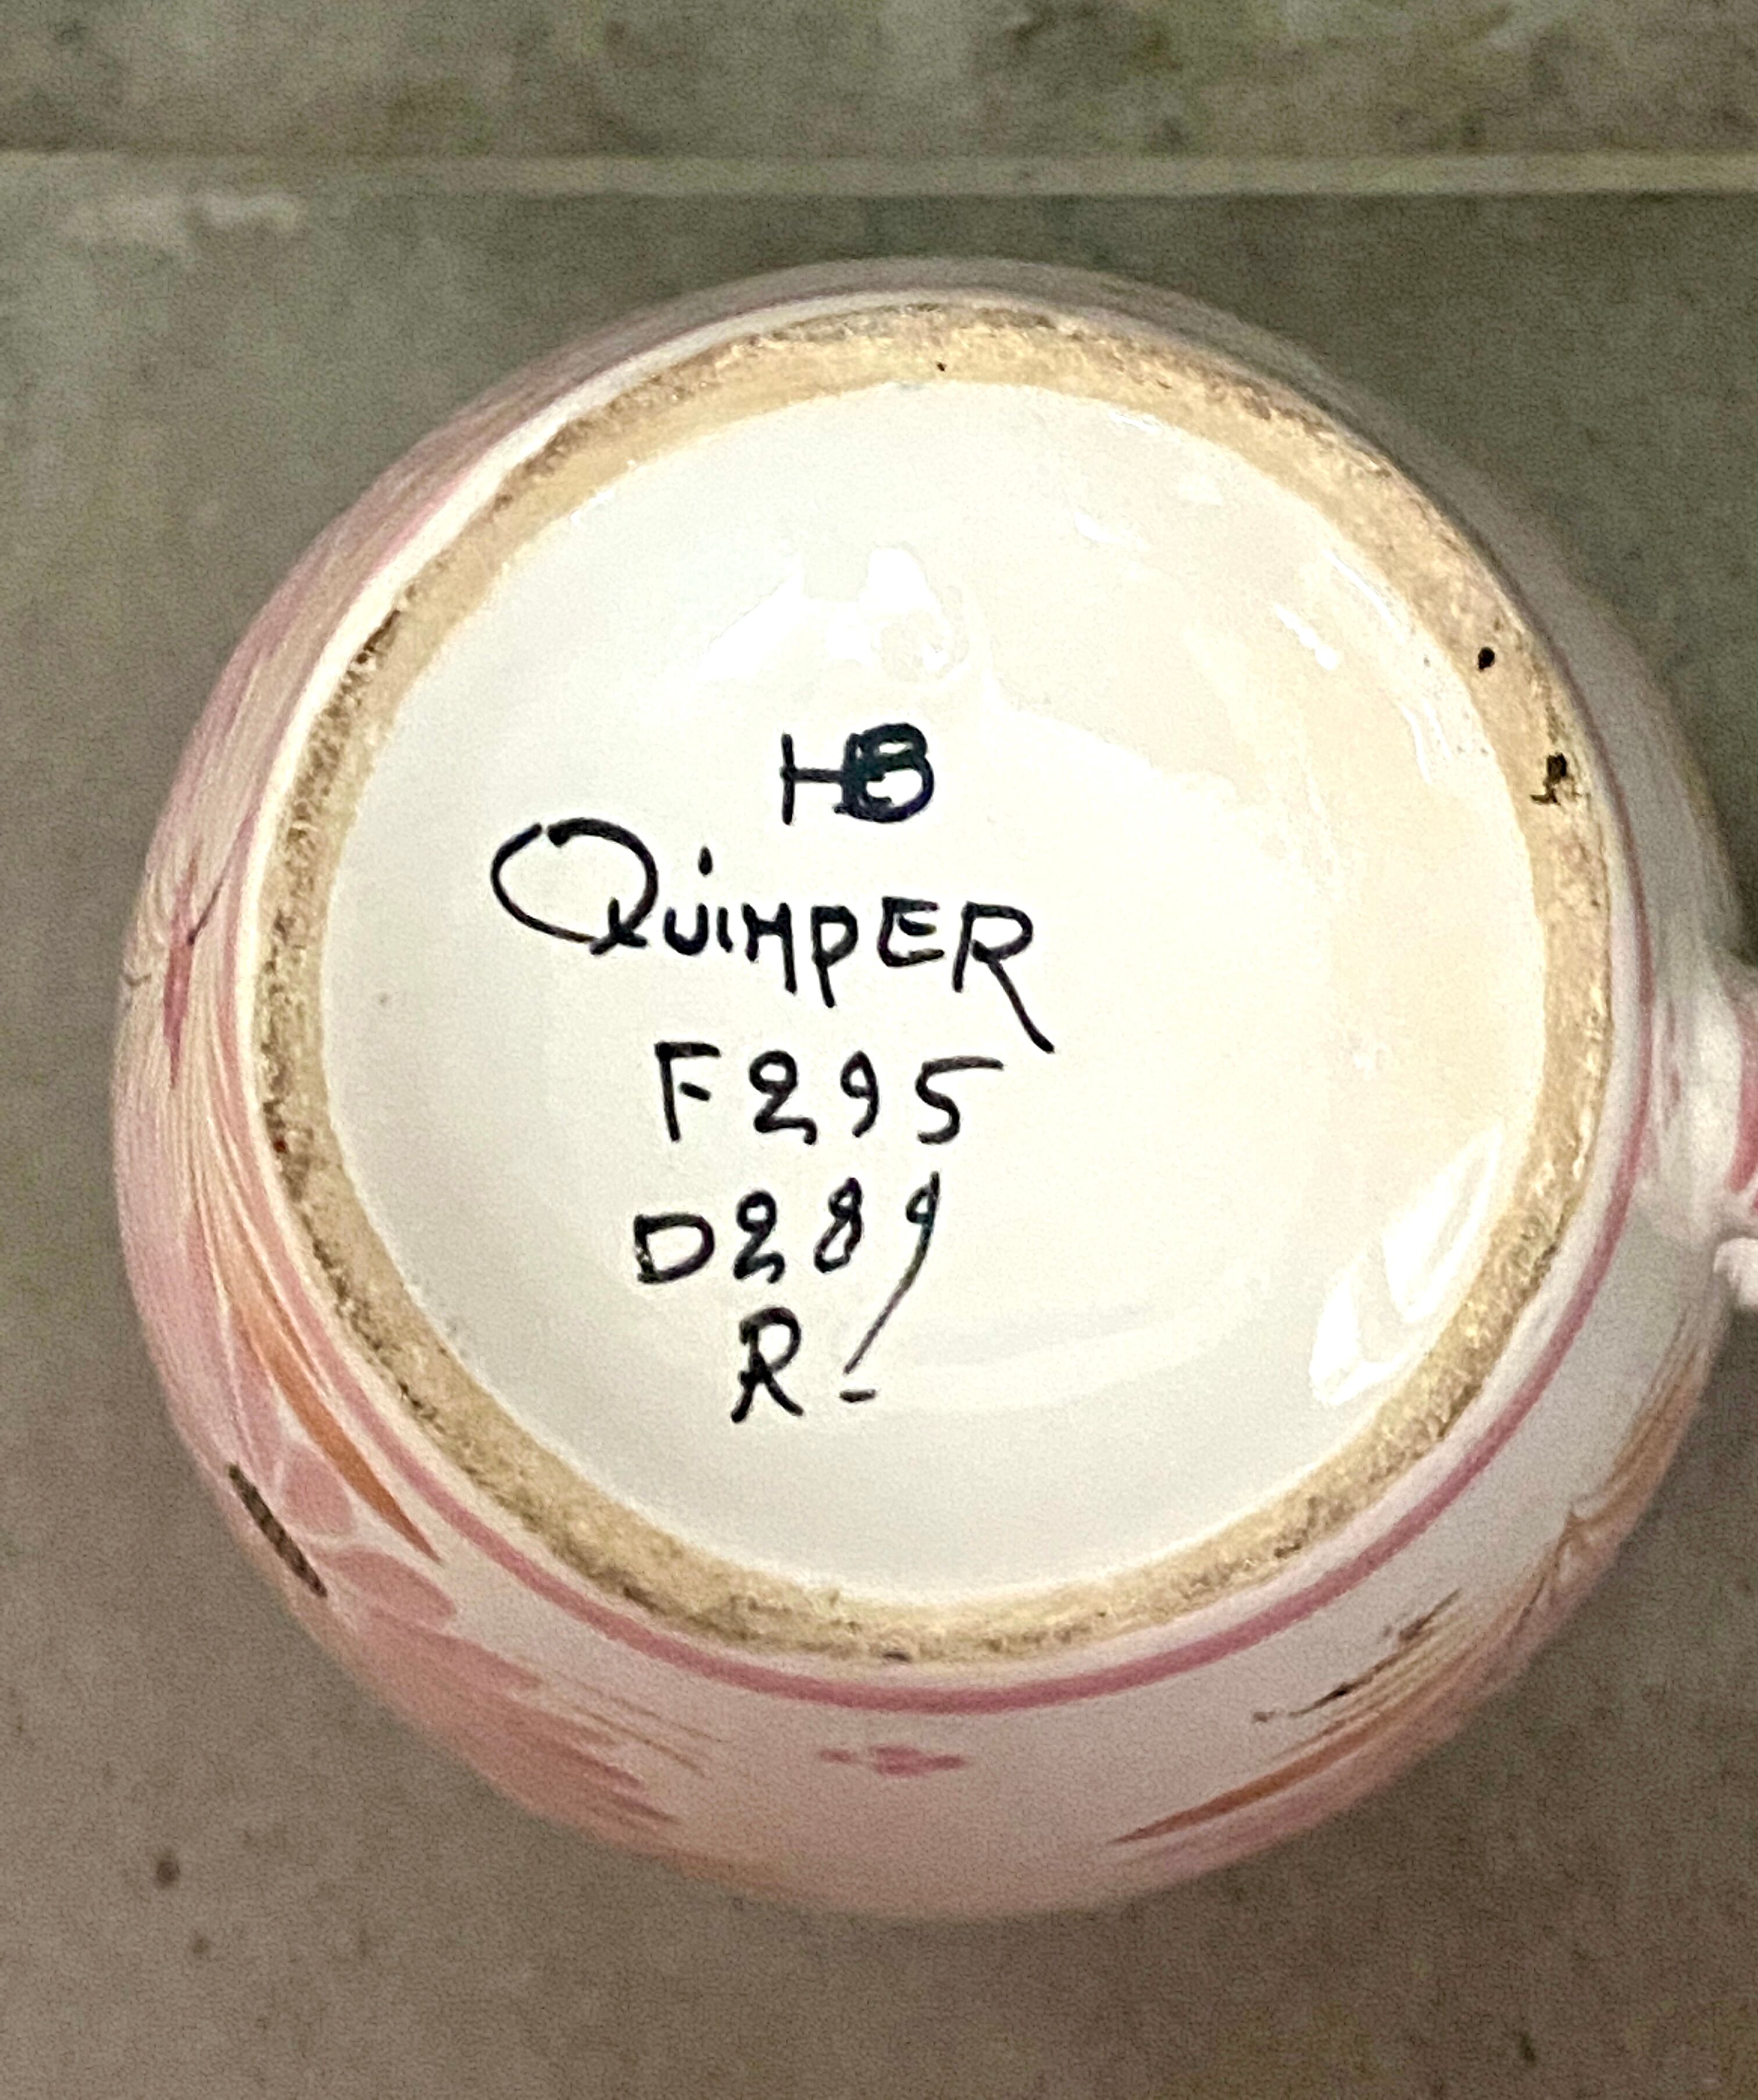 HB
QUiMPER
F295
D289
R-